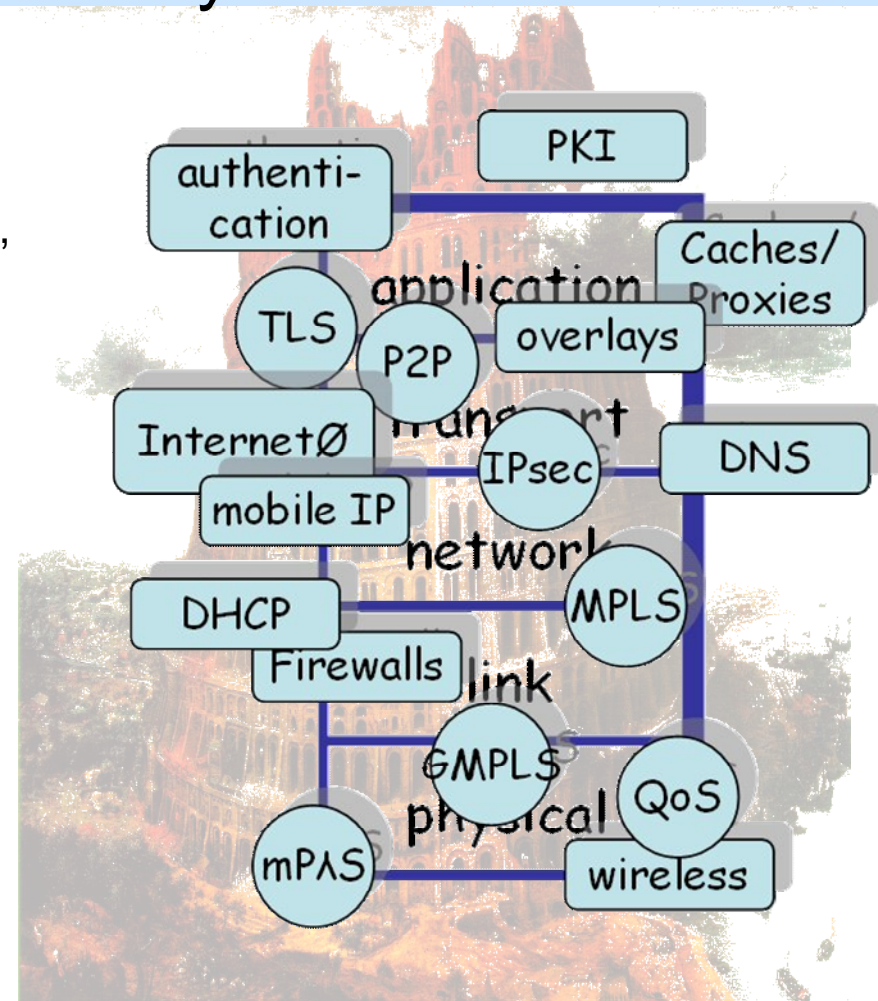 PKI
authenti-
cation
,
Caches/
Proxies
application
TLS
overlays
P2P
transport
InternetØ
IPsec
DNS
mobile IP
network
DHCP
MPLS
Firewalls
link
GMPLS
QoS
physical
mPλS
wireless